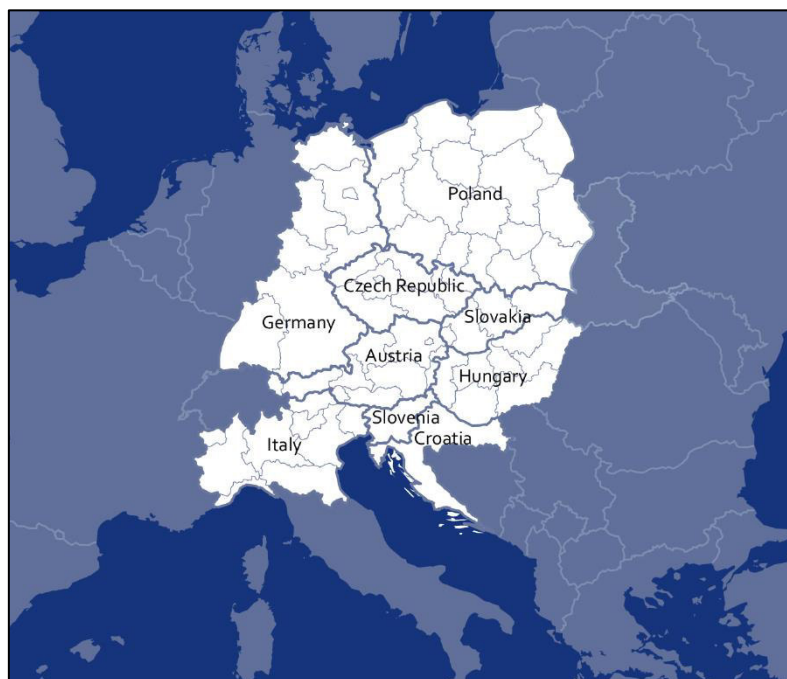 Poland
Czech Republic
Slovakia
Germany
Austria
Hungary
Slovenia
Croatia
Italy